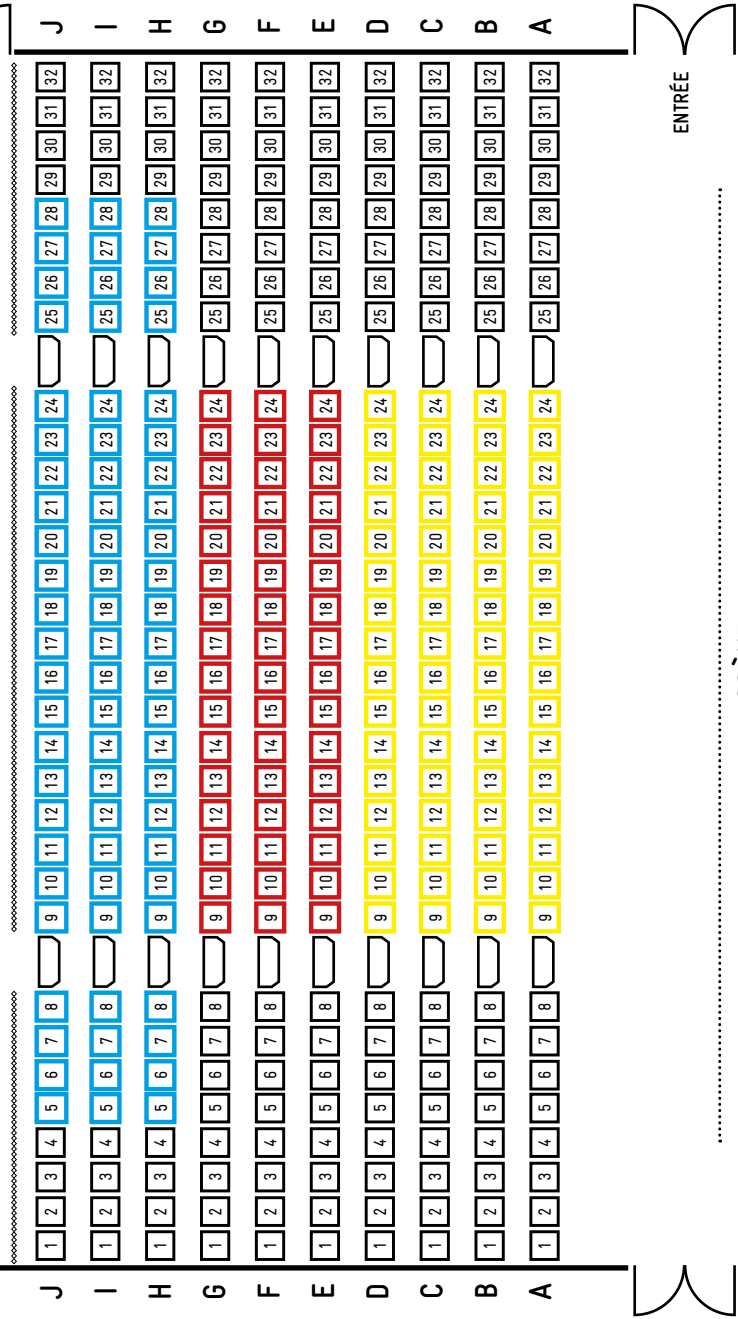 J 1 2 3 4 5 6 7 8 9 10 11 12 13 14 15 16 17 18 19 20 21 22 23 24 25 26 27 28 29 30 31 32 J
I 1 2 3 4 5 6 7 8 9 10 11 12 13 14 15 16 17 18 19 20 21 22 23 24 25 26 27 28 29 30 31 32 I
H 1 2 3 4 5 6 7 8 9 10 11 12 13 14 15 16 17 18 19 20 21 22 23 24 25 26 27 28 29 30 31 32 H
G 1 2 3 4 5 6 7 8 9 10 11 12 13 14 15 16 17 18 19 20 21 22 23 24 25 26 27 28 29 30 31 32 G
F 1 2 3 4 5 6 7 8 9 10 11 12 13 14 15 16 17 18 19 20 21 22 23 24 25 26 27 28 29 30 31 32 F
E 1 2 3 4 5 6 7 8 9 10 11 12 13 14 15 16 17 18 19 20 21 22 23 24 25 26 27 28 29 30 31 32 E
D 1 2 3 4 5 6 7 8 9 10 11 12 13 14 15 16 17 18 19 20 21 22 23 24 25 26 27 28 29 30 31 32 D
C 1 2 3 4 5 6 7 8 9 10 11 12 13 14 15 16 17 18 19 20 21 22 23 24 25 26 27 28 29 30 31 32 C
B 1 2 3 4 5 6 7 8 9 10 11 12 13 14 15 16 17 18 19 20 21 22 23 24 25 26 27 28 29 30 31 32 B
A 1 2 3 4 5 6 7 8 9 10 11 12 13 14 15 16 17 18 19 20 21 22 23 24 25 26 27 28 29 30 31 32 A
ENTRÉE